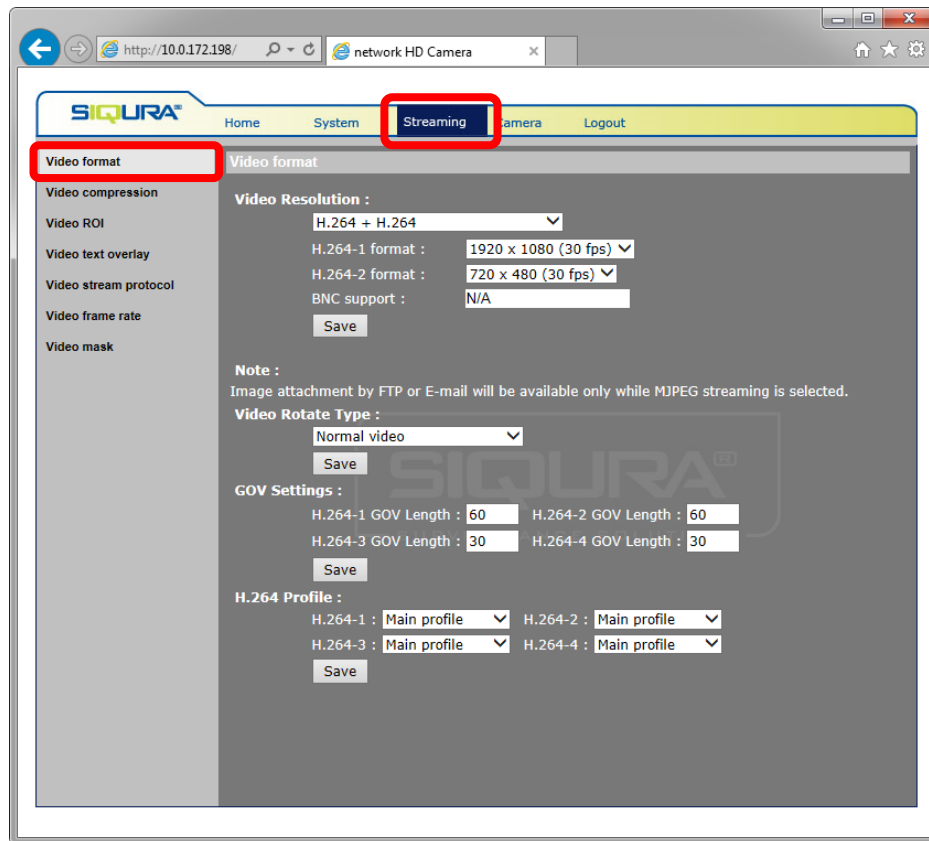 http://10.0.172.198/
network HD Camera
SIQURA®
Home System Streaming Camera Logout
Video format
Video compression
Video ROI
Video text overlay
Video stream protocol
Video frame rate
Video mask
Video format
Video Resolution :
H.264 + H.264
H.264-1 format : 1920 x 1080 (30 fps)
H.264-2 format : 720 x 480 (30 fps)
BNC support : N/A
Save
Note :
Image attachment by FTP or E-mail will be available only while MJPEG streaming is selected.
Video Rotate Type :
Normal video
Save
SIQURA®
GOV Settings :
H.264-1 GOV Length : 60 H.264-2 GOV Length : 60
H.264-3 GOV Length : 30 H.264-4 GOV Length : 30
Save
H.264 Profile :
H.264-1 : Main profile H.264-2 : Main profile
H.264-3 : Main profile H.264-4 : Main profile
Save